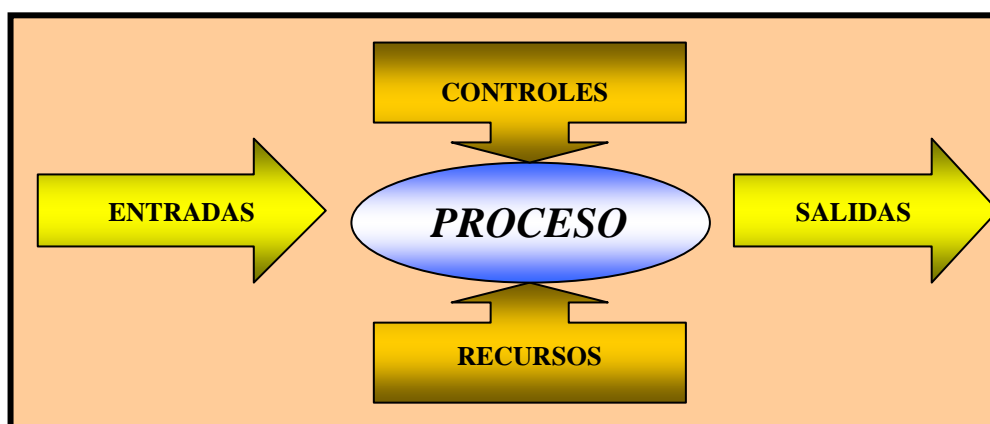 CONTROLES
ENTRADAS
PROCESO
SALIDAS
RECURSOS